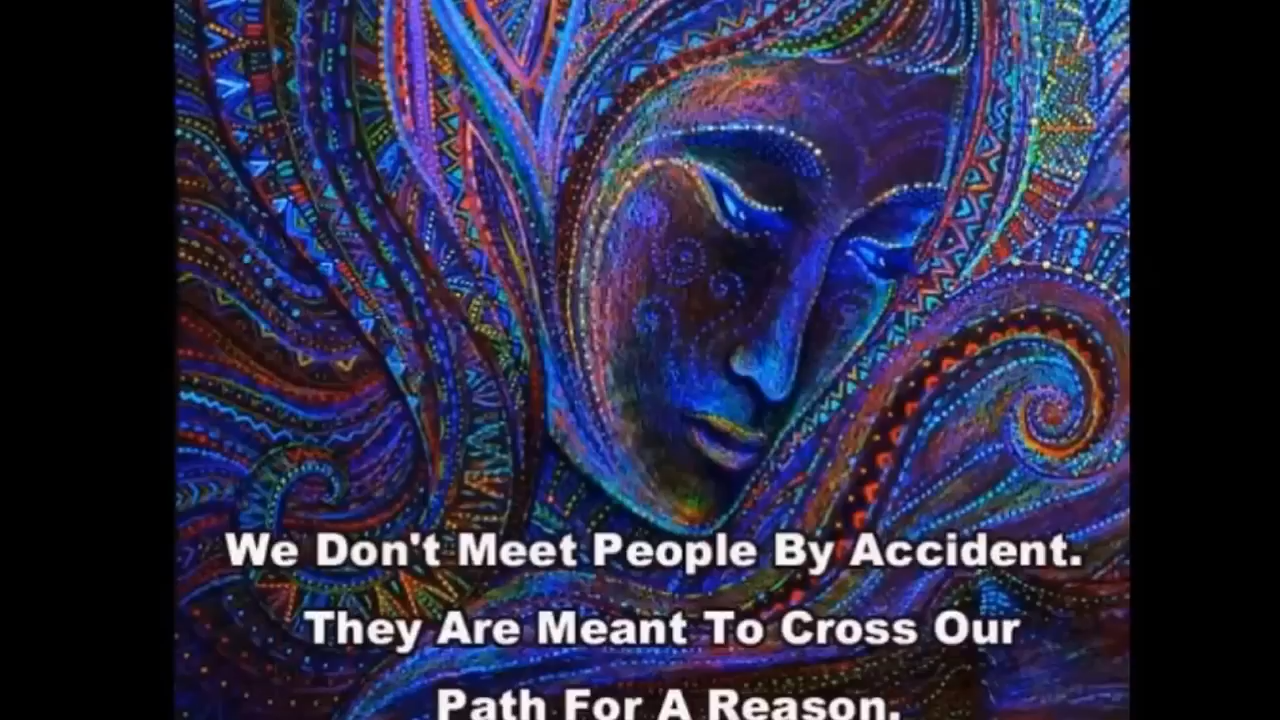 We Don't Meet People By Accident.
They Are Meant To Cross Our
Path For A Reason.